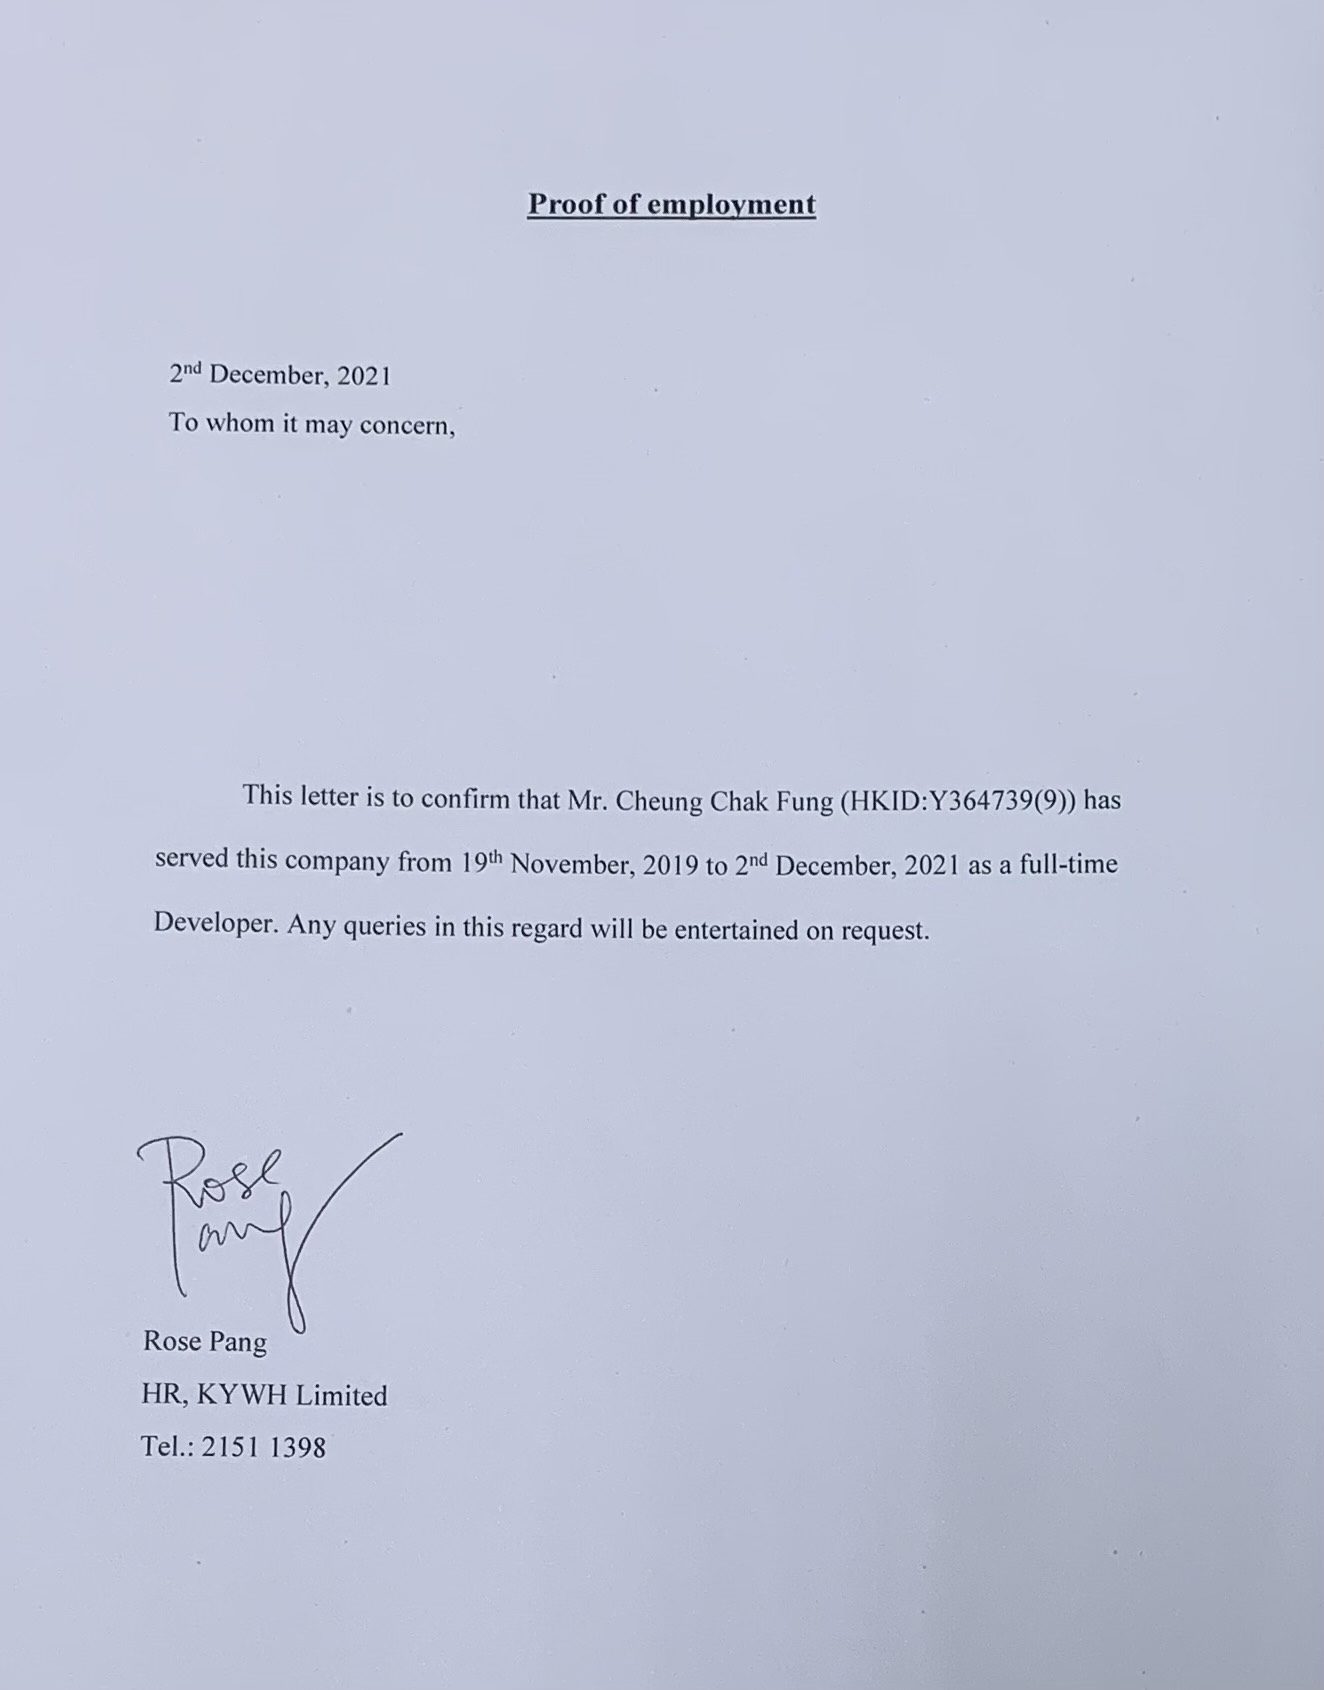 Proof of employment
2nd December, 2021
To whom it may concern,
This letter is to confirm that Mr. Cheung Chak Fung (HKID:Y364739(9)) has
served this company from 19th November, 2019 to 2nd December, 2021 as a full-time
Developer. Any queries in this regard will be entertained on request.
Rose
Pang
Rose Pang
HR, KYWH Limited
Tel.: 2151 1398